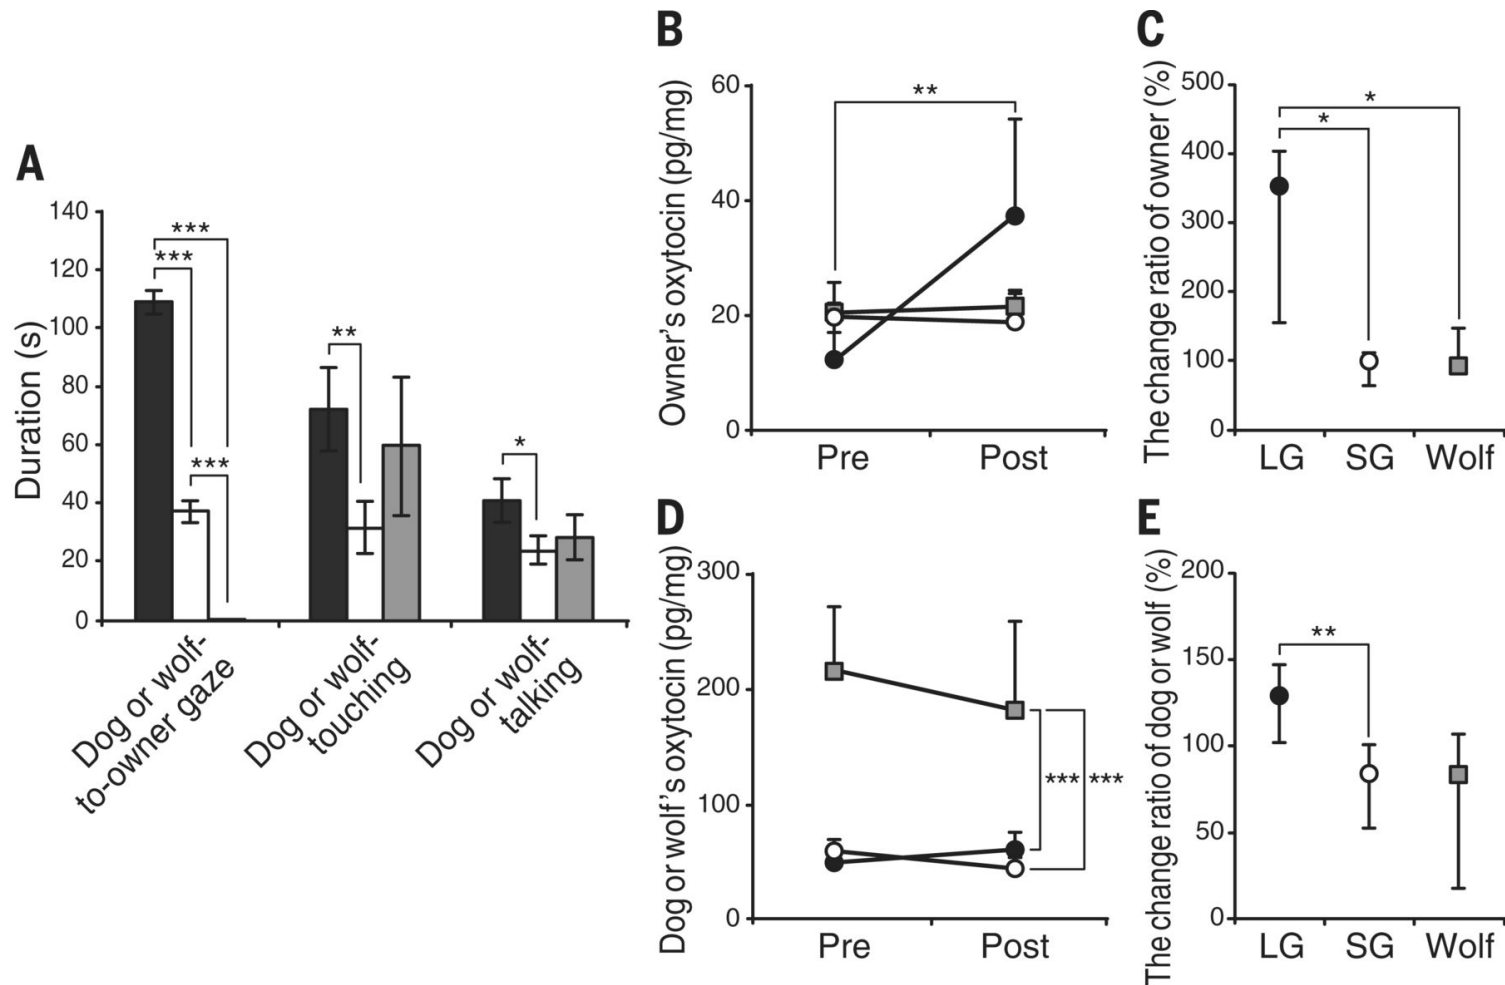 A
Duration (s)
140
120
100
80
60
40
20
0
***
***
***
**
*
Dog or wolf-
to-owner gaze
Dog or wolf-
touching
Dog or wolf-
talking
B
Owner's oxytocin (pg/mg)
60
40
20
0
**
Pre
Post
C
The change ratio of owner (%)
500
400
300
200
100
0
*
*
LG
SG
Wolf
D
Dog or wolf's oxytocin (pg/mg)
300
200
100
0
*** ***
Pre
Post
E
The change ratio of dog or wolf (%)
200
150
100
50
0
**
LG
SG
Wolf